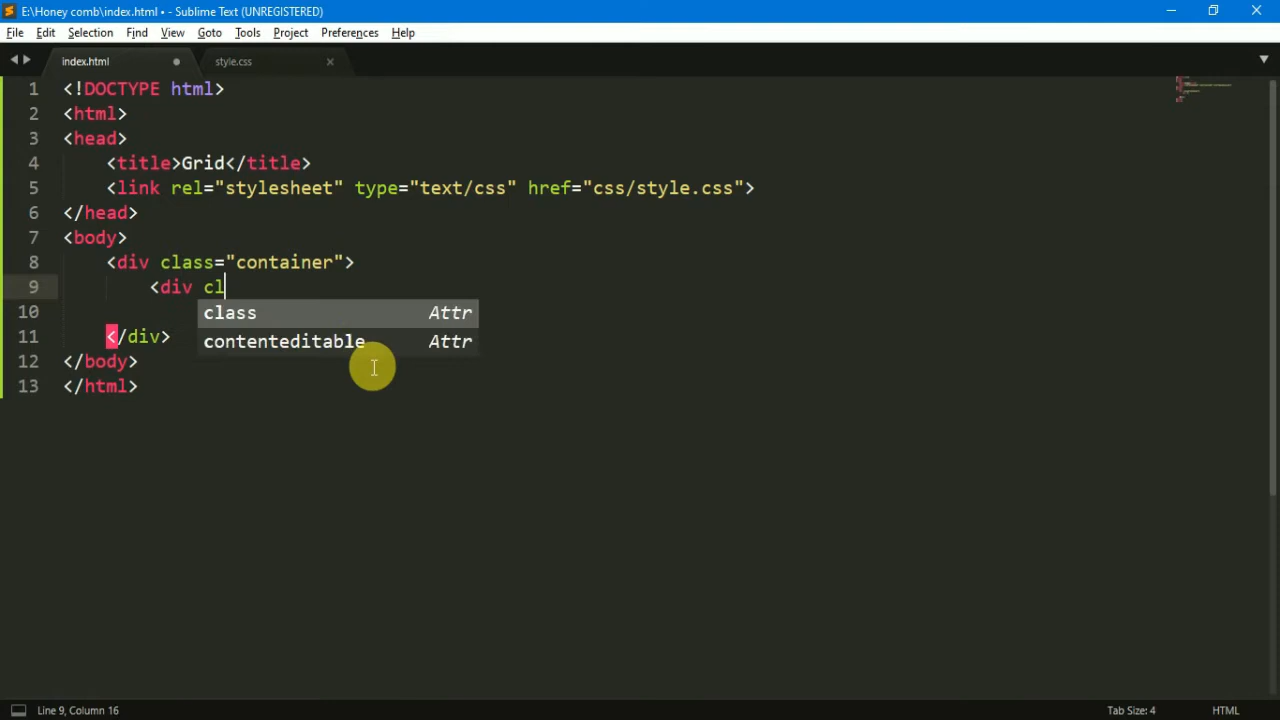 E:\Honey comb\index.html • - Sublime Text (UNREGISTERED)
File Edit Selection Find View Goto Tools Project Preferences Help
index.html style.css
1 <!DOCTYPE html>
2 <html>
3 <head>
4 <title>Grid</title>
5 <link rel="stylesheet" type="text/css" href="css/style.css">
6 </head>
7 <body>
8 <div class="container">
9 <div cl
class Attr
10
contenteditable Attr
11 </div>
12 </body>
13 </html>
Line 9, Column 16 Tab Size: 4 HTML